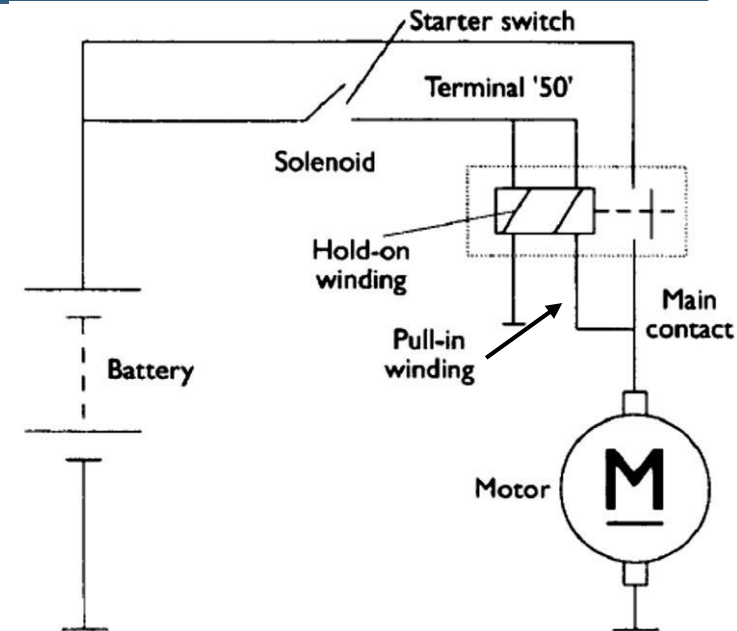 Starter switch
Terminal '50'
Solenoid
Hold-on
winding
Main
contact
Pull-in
winding
Battery
Motor
M